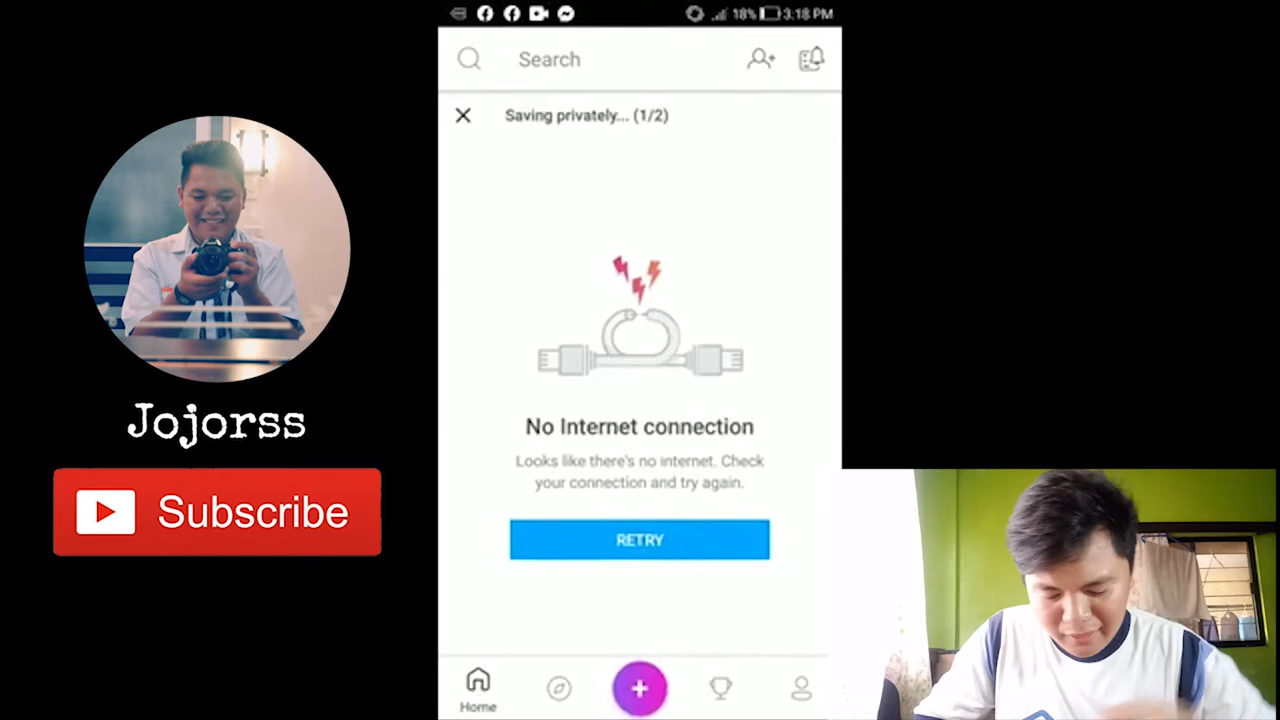 18% 3:18 PM
Search
Saving privately... (1/2)
No Internet connection
Looks like there's no internet. Check
your connection and try again.
RETRY
Home
Jojorss
Subscribe